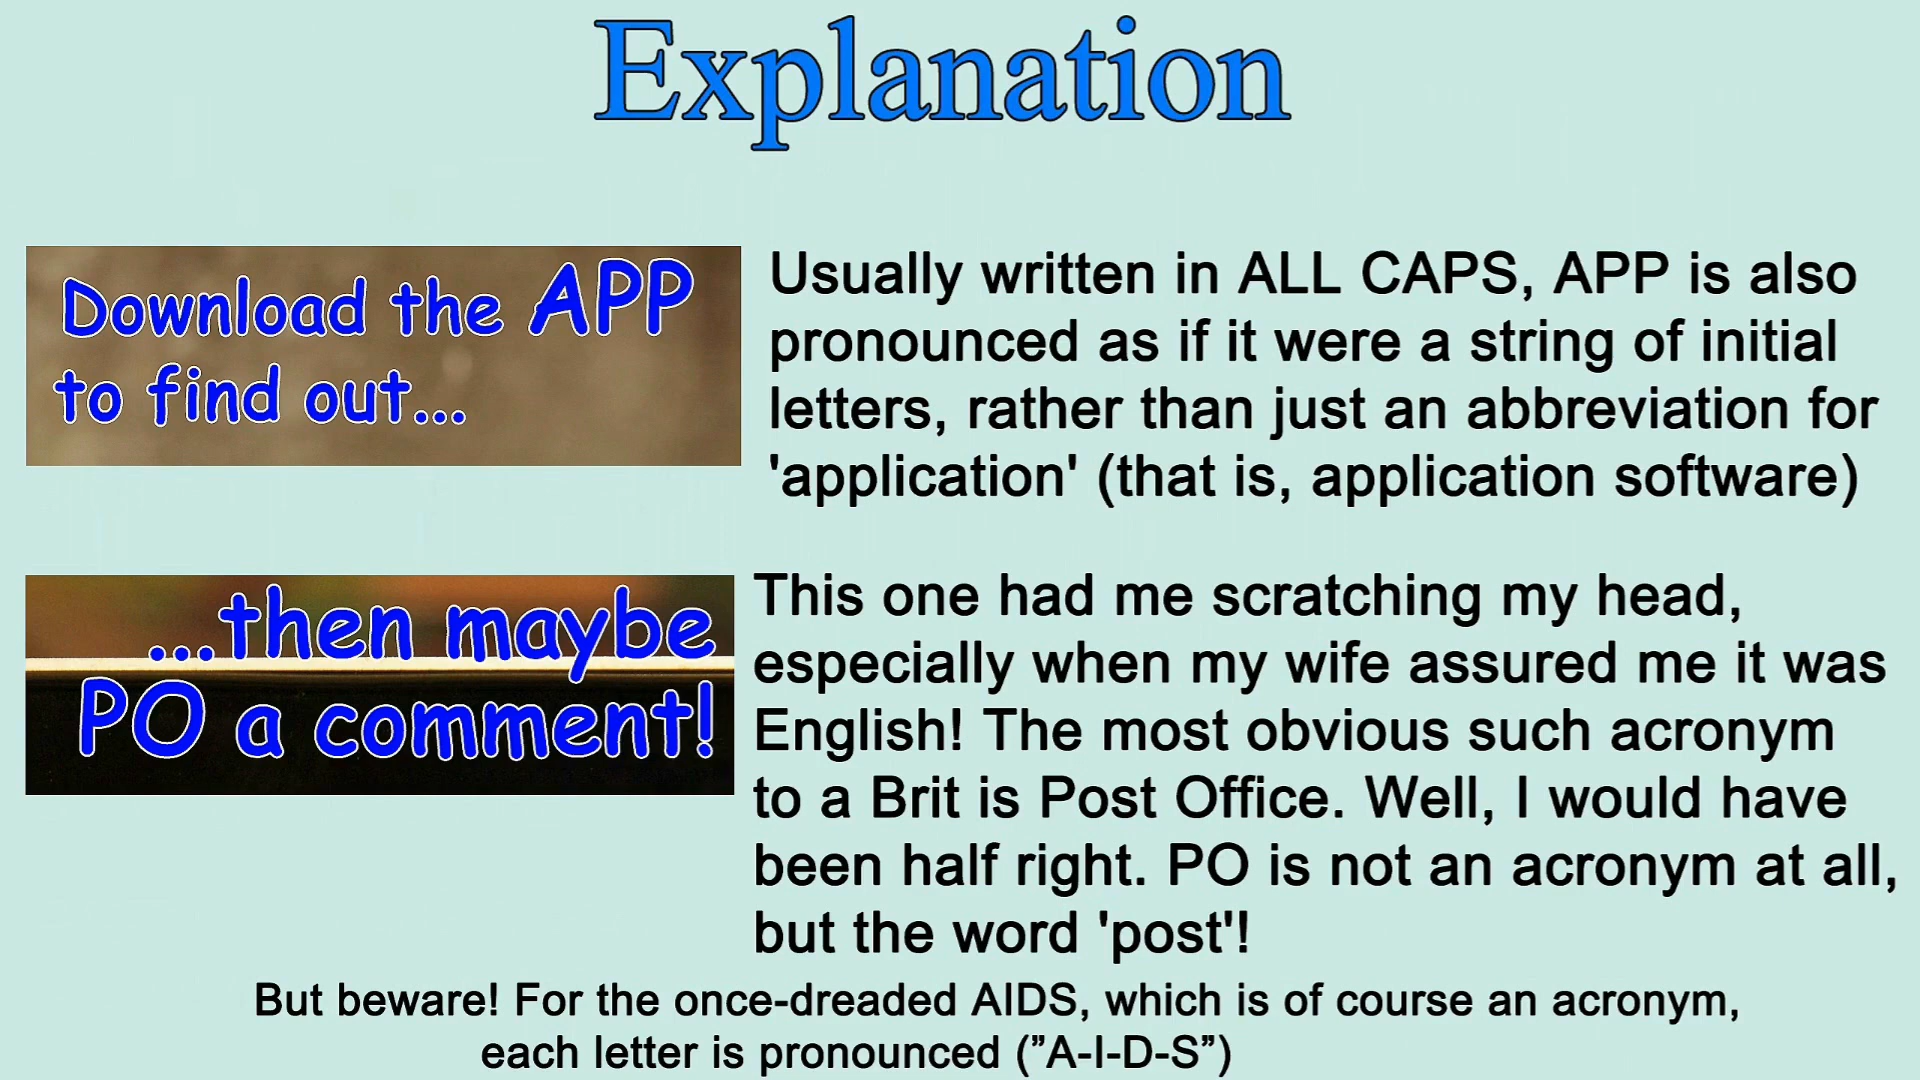 Explanation
Download the APP
to find out...
Usually written in ALL CAPS, APP is also
pronounced as if it were a string of initial
letters, rather than just an abbreviation for
'application' (that is, application software)
...then maybe
PO a comment!
This one had me scratching my head,
especially when my wife assured me it was
English! The most obvious such acronym
to a Brit is Post Office. Well, I would have
been half right. PO is not an acronym at all,
but the word 'post'!
But beware! For the once-dreaded AIDS, which is of course an acronym,
each letter is pronounced (”A-I-D-S”)